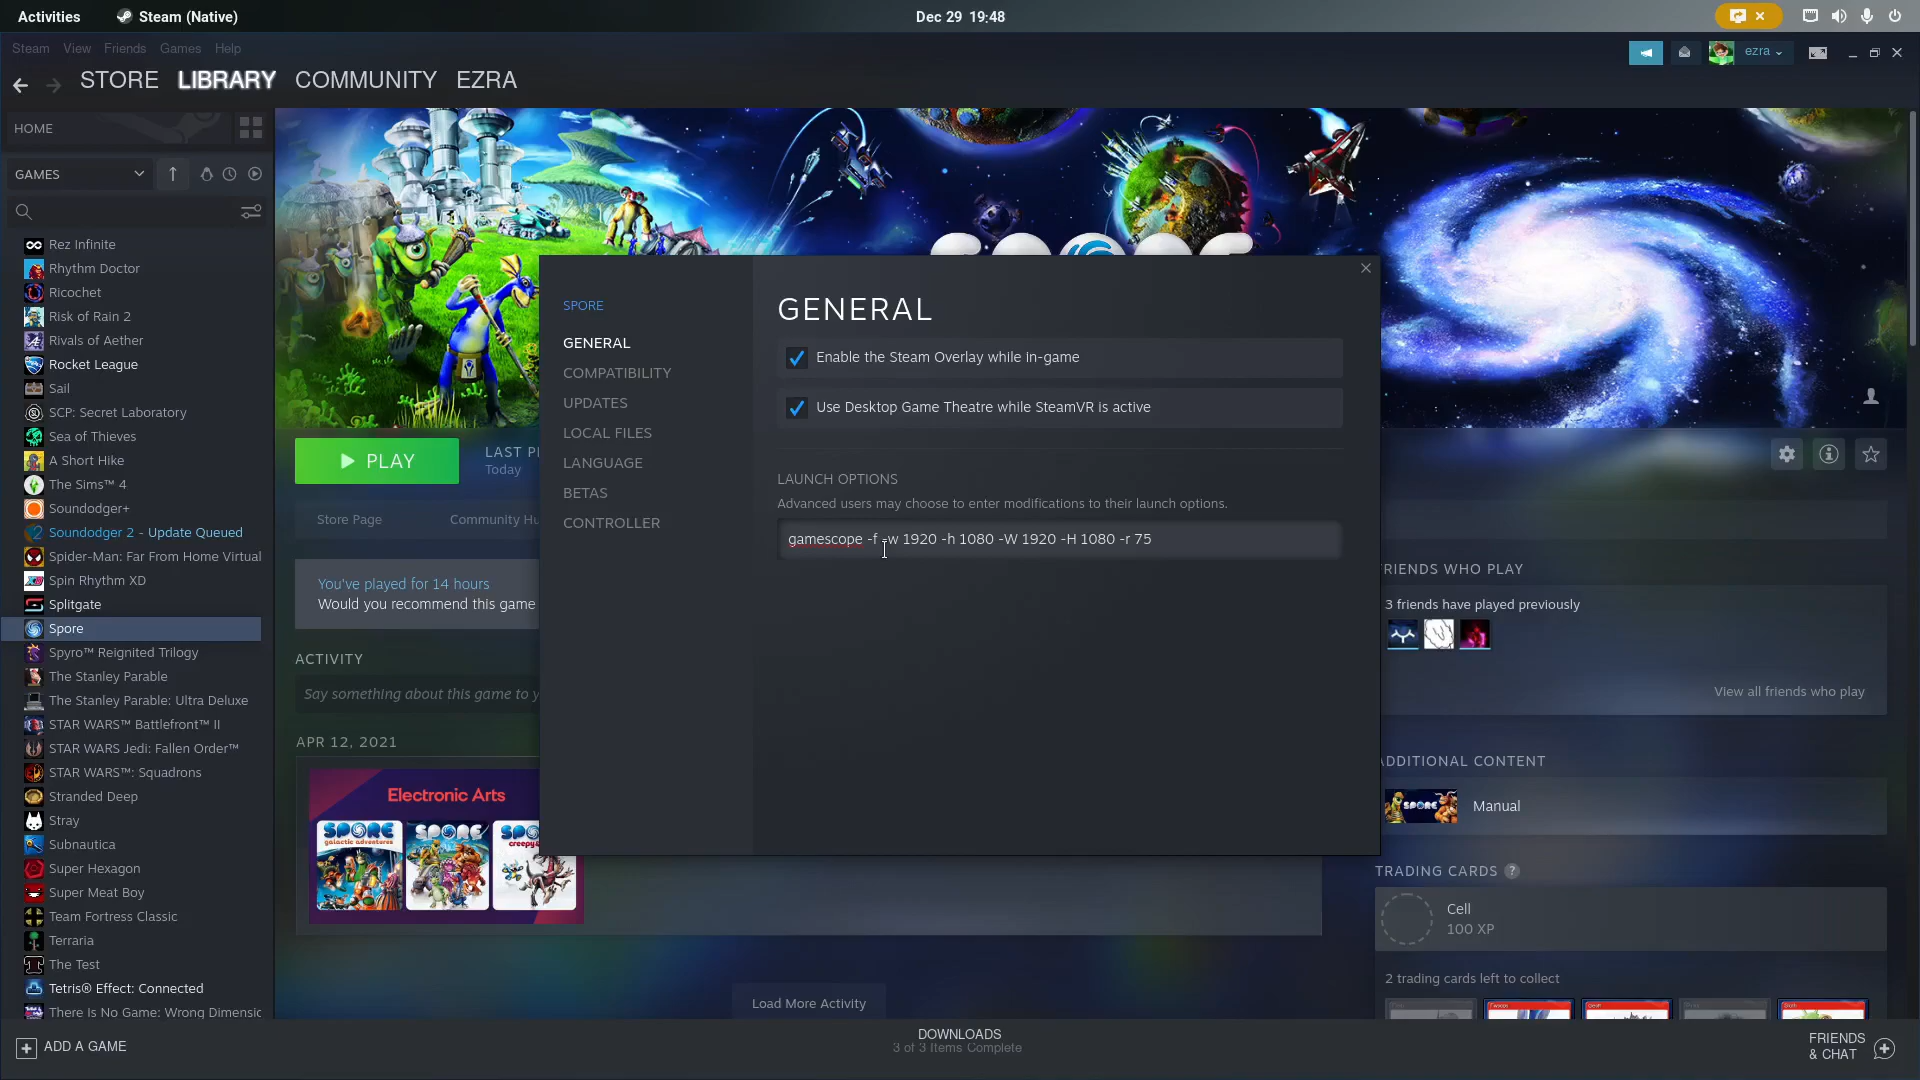 Activities
Steam (Native)
Dec 29 19:48
Steam View Friends Games Help
ezra
STORE LIBRARY COMMUNITY EZRA
HOME
GAMES
Rez Infinite
Rhythm Doctor
Ricochet
Risk of Rain 2
Rivals of Aether
Rocket League
Sail
SCP: Secret Laboratory
Sea of Thieves
A Short Hike
The Sims™ 4
Soundodger+
Soundodger 2 - Update Queued
Spider-Man: Far From Home Virtual
Spin Rhythm XD
Splitgate
Spore
Spyro™ Reignited Trilogy
The Stanley Parable
The Stanley Parable: Ultra Deluxe
STAR WARS™ Battlefront™ II
STAR WARS Jedi: Fallen Order™
STAR WARS™: Squadrons
Stranded Deep
Stray
Subnautica
Super Hexagon
Super Meat Boy
Team Fortress Classic
Terraria
The Test
Tetris® Effect: Connected
There Is No Game: Wrong Dimensic
PLAY
LAST P
Today
Store Page
Community Hu
You've played for 14 hours
Would you recommend this game
ACTIVITY
Say something about this game to y
APR 12, 2021
Electronic Arts
SPORE
galactic adventures
SPORE
SPO
creepy &
Load More Activity
SPORE
GENERAL
COMPATIBILITY
UPDATES
LOCAL FILES
LANGUAGE
BETAS
CONTROLLER
GENERAL
Enable the Steam Overlay while in-game
Use Desktop Game Theatre while SteamVR is active
LAUNCH OPTIONS
Advanced users may choose to enter modifications to their launch options.
gamescope -f -w 1920 -h 1080 -W 1920 -H 1080 -r 75
FRIENDS WHO PLAY
3 friends have played previously
View all friends who play
ADDITIONAL CONTENT
SPORE
Manual
TRADING CARDS ?
Cell
100 XP
2 trading cards left to collect
ADD A GAME
DOWNLOADS
3 of 3 Items Complete
FRIENDS
& CHAT